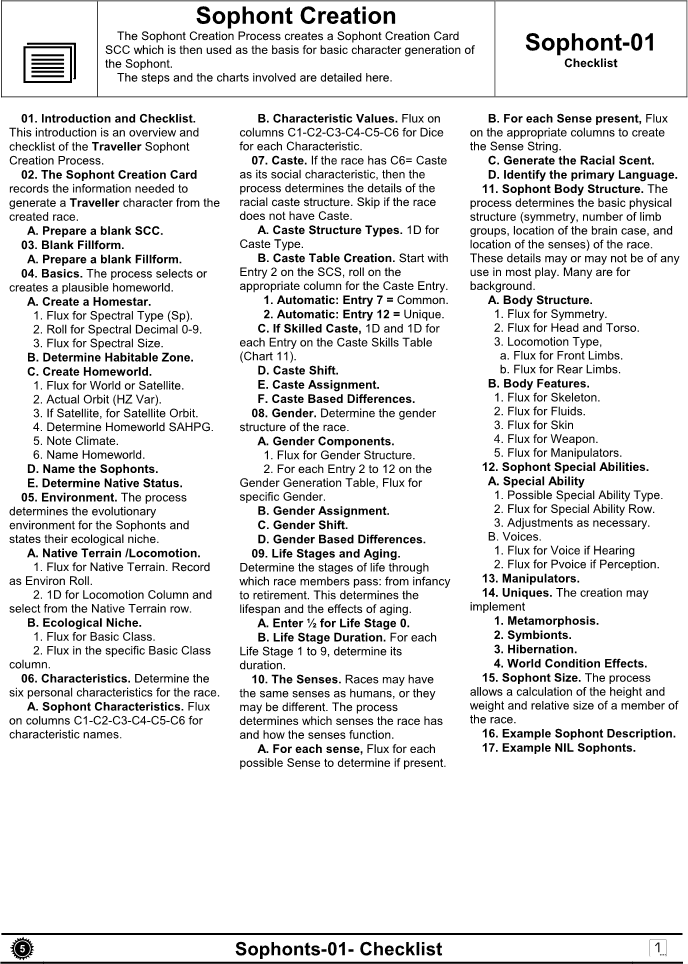 Sophont Creation
The Sophont Creation Process creates a Sophont Creation Card
SCC which is then used as the basis for basic character generation of
the Sophont.
The steps and the charts involved are detailed here.
Sophont-01
Checklist
01. Introduction and Checklist.
This introduction is an overview and
checklist of the Traveller Sophont
Creation Process.
02. The Sophont Creation Card
records the information needed to
generate a Traveller character from the
created race.
A. Prepare a blank SCC.
03. Blank Fillform.
A. Prepare a blank Fillform.
04. Basics. The process selects or
creates a plausible homeworld.
A. Create a Homestar.
1. Flux for Spectral Type (Sp).
2. Roll for Spectral Decimal 0-9.
3. Flux for Spectral Size.
B. Determine Habitable Zone.
C. Create Homeworld.
1. Flux for World or Satellite.
2. Actual Orbit (HZ Var).
3. If Satellite, for Satellite Orbit.
4. Determine Homeworld SAHPG.
5. Note Climate.
6. Name Homeworld.
D. Name the Sophonts.
E. Determine Native Status.
05. Environment. The process
determines the evolutionary
environment for the Sophonts and
states their ecological niche.
A. Native Terrain /Locomotion.
1. Flux for Native Terrain. Record
as Environ Roll.
2. 1D for Locomotion Column and
select from the Native Terrain row.
B. Ecological Niche.
1. Flux for Basic Class.
2. Flux in the specific Basic Class
column.
06. Characteristics. Determine the
six personal characteristics for the race.
A. Sophont Characteristics. Flux
on columns C1-C2-C3-C4-C5-C6 for
characteristic names.
B. Characteristic Values. Flux on
columns C1-C2-C3-C4-C5-C6 for Dice
for each Characteristic.
07. Caste. If the race has C6= Caste
as its social characteristic, then the
process determines the details of the
racial caste structure. Skip if the race
does not have Caste.
A. Caste Structure Types. 1D for
Caste Type.
B. Caste Table Creation. Start with
Entry 2 on the SCS, roll on the
appropriate column for the Caste Entry.
1. Automatic: Entry 7 = Common.
2. Automatic: Entry 12 = Unique.
C. If Skilled Caste, 1D and 1D for
each Entry on the Caste Skills Table
(Chart 11).
D. Caste Shift.
E. Caste Assignment.
F. Caste Based Differences.
08. Gender. Determine the gender
structure of the race.
A. Gender Components.
1. Flux for Gender Structure.
2. For each Entry 2 to 12 on the
Gender Generation Table, Flux for
specific Gender.
B. Gender Assignment.
C. Gender Shift.
D. Gender Based Differences.
09. Life Stages and Aging.
Determine the stages of life through
which race members pass: from infancy
to retirement. This determines the
lifespan and the effects of aging.
A. Enter ½ for Life Stage 0.
B. Life Stage Duration. For each
Life Stage 1 to 9, determine its
duration.
10. The Senses. Races may have
the same senses as humans, or they
may be different. The process
determines which senses the race has
and how the senses function.
A. For each sense, Flux for each
possible Sense to determine if present.
B. For each Sense present, Flux
on the appropriate columns to create
the Sense String.
C. Generate the Racial Scent.
D. Identify the primary Language.
11. Sophont Body Structure. The
process determines the basic physical
structure (symmetry, number of limb
groups, location of the brain case, and
location of the senses) of the race.
These details may or may not be of any
use in most play. Many are for
background.
A. Body Structure.
1. Flux for Symmetry.
2. Flux for Head and Torso.
3. Locomotion Type,
a. Flux for Front Limbs.
b. Flux for Rear Limbs.
B. Body Features.
1. Flux for Skeleton.
2. Flux for Fluids.
3. Flux for Skin
4. Flux for Weapon.
5. Flux for Manipulators.
12. Sophont Special Abilities.
A. Special Ability
1. Possible Special Ability Type.
2. Flux for Special Ability Row.
3. Adjustments as necessary.
B. Voices.
1. Flux for Voice if Hearing
2. Flux for Pvoice if Perception.
13. Manipulators.
14. Uniques. The creation may
implement
1. Metamorphosis.
2. Symbionts.
3. Hibernation.
4. World Condition Effects.
15. Sophont Size. The process
allows a calculation of the height and
weight and relative size of a member of
the race.
16. Example Sophont Description.
17. Example NIL Sophonts.
5
Sophonts-01- Checklist
1